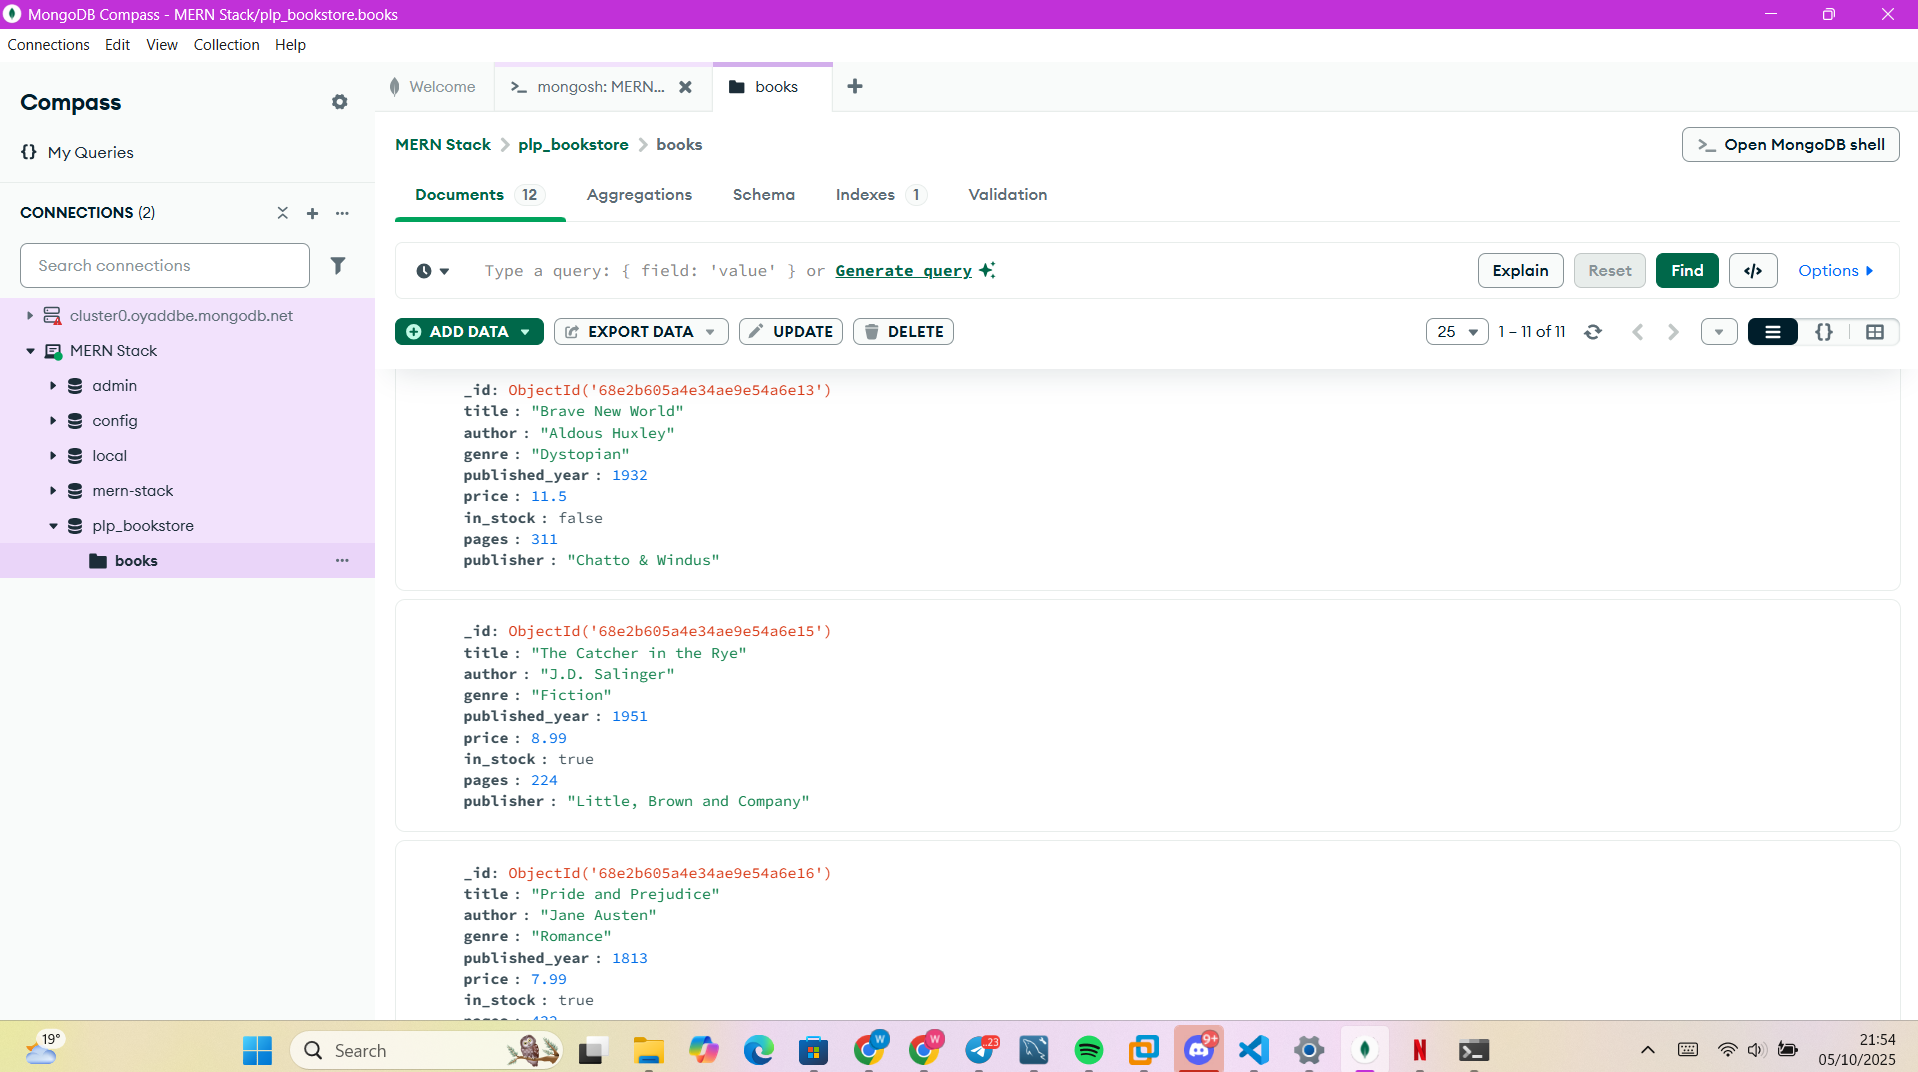 MongoDB Compass - MERN Stack/plp_bookstore.books
Connections Edit View Collection Help
Compass
{} My Queries
CONNECTIONS (2)
Search connections
cluster0.oyaddbe.mongodb.net
MERN Stack
admin
config
local
mern-stack
plp_bookstore
books
Welcome
mongosh: MERN...
books
MERN Stack > plp_bookstore > books
>_ Open MongoDB shell
Documents 12
Aggregations
Schema
Indexes 1
Validation
Type a query: { field: 'value' } or Generate query
Explain
Reset
Find
</>
Options
ADD DATA
EXPORT DATA
UPDATE
DELETE
25
1 – 11 of 11
{}
_id: ObjectId('68e2b605a4e34ae9e54a6e13')
title : "Brave New World"
author : "Aldous Huxley"
genre : "Dystopian"
published_year : 1932
price : 11.5
in_stock : false
pages : 311
publisher : "Chatto & Windus"
_id: ObjectId('68e2b605a4e34ae9e54a6e15')
title : "The Catcher in the Rye"
author : "J.D. Salinger"
genre : "Fiction"
published_year : 1951
price : 8.99
in_stock : true
pages : 224
publisher : "Little, Brown and Company"
_id: ObjectId('68e2b605a4e34ae9e54a6e16')
title : "Pride and Prejudice"
author : "Jane Austen"
genre : "Romance"
published_year : 1813
price : 7.99
in_stock : true
19°
Search
W
W
23
9+
N
21:54
05/10/2025